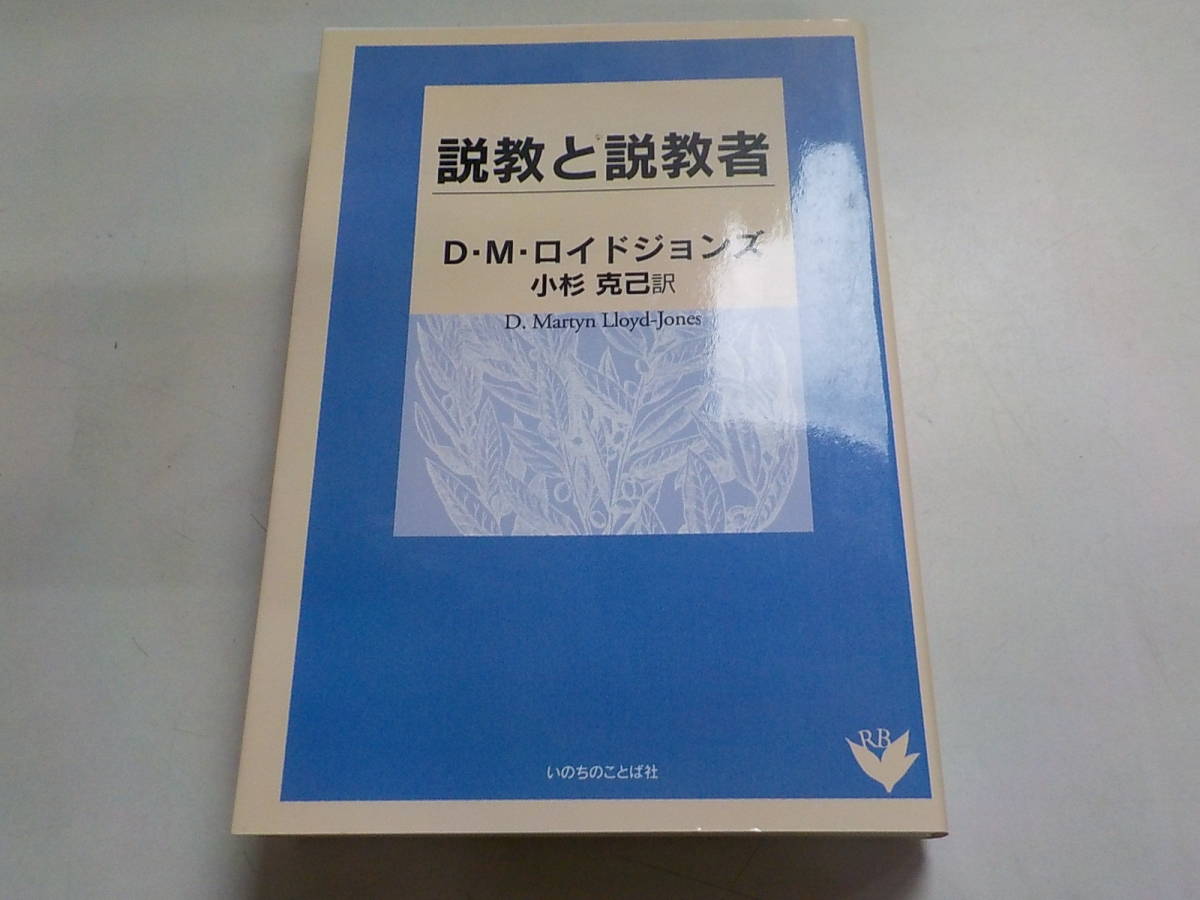 説教と説教者
D・M・ロイドジョンズ
小杉 克己訳
D. Martyn Lloyd-Jones
RB
いのちのことば社